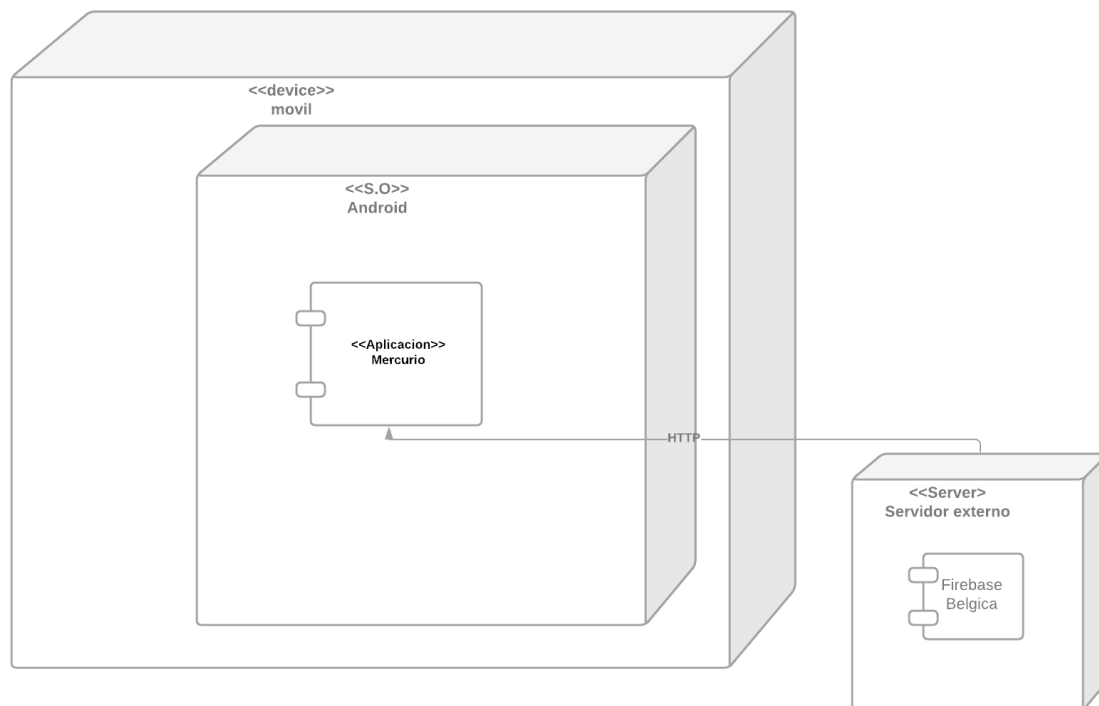 <<device>>
movil
<<S.O>>
Android
<<Aplicacion>>
Mercurio
HTTP
<<Server>
Servidor externo
Firebase
Belgica